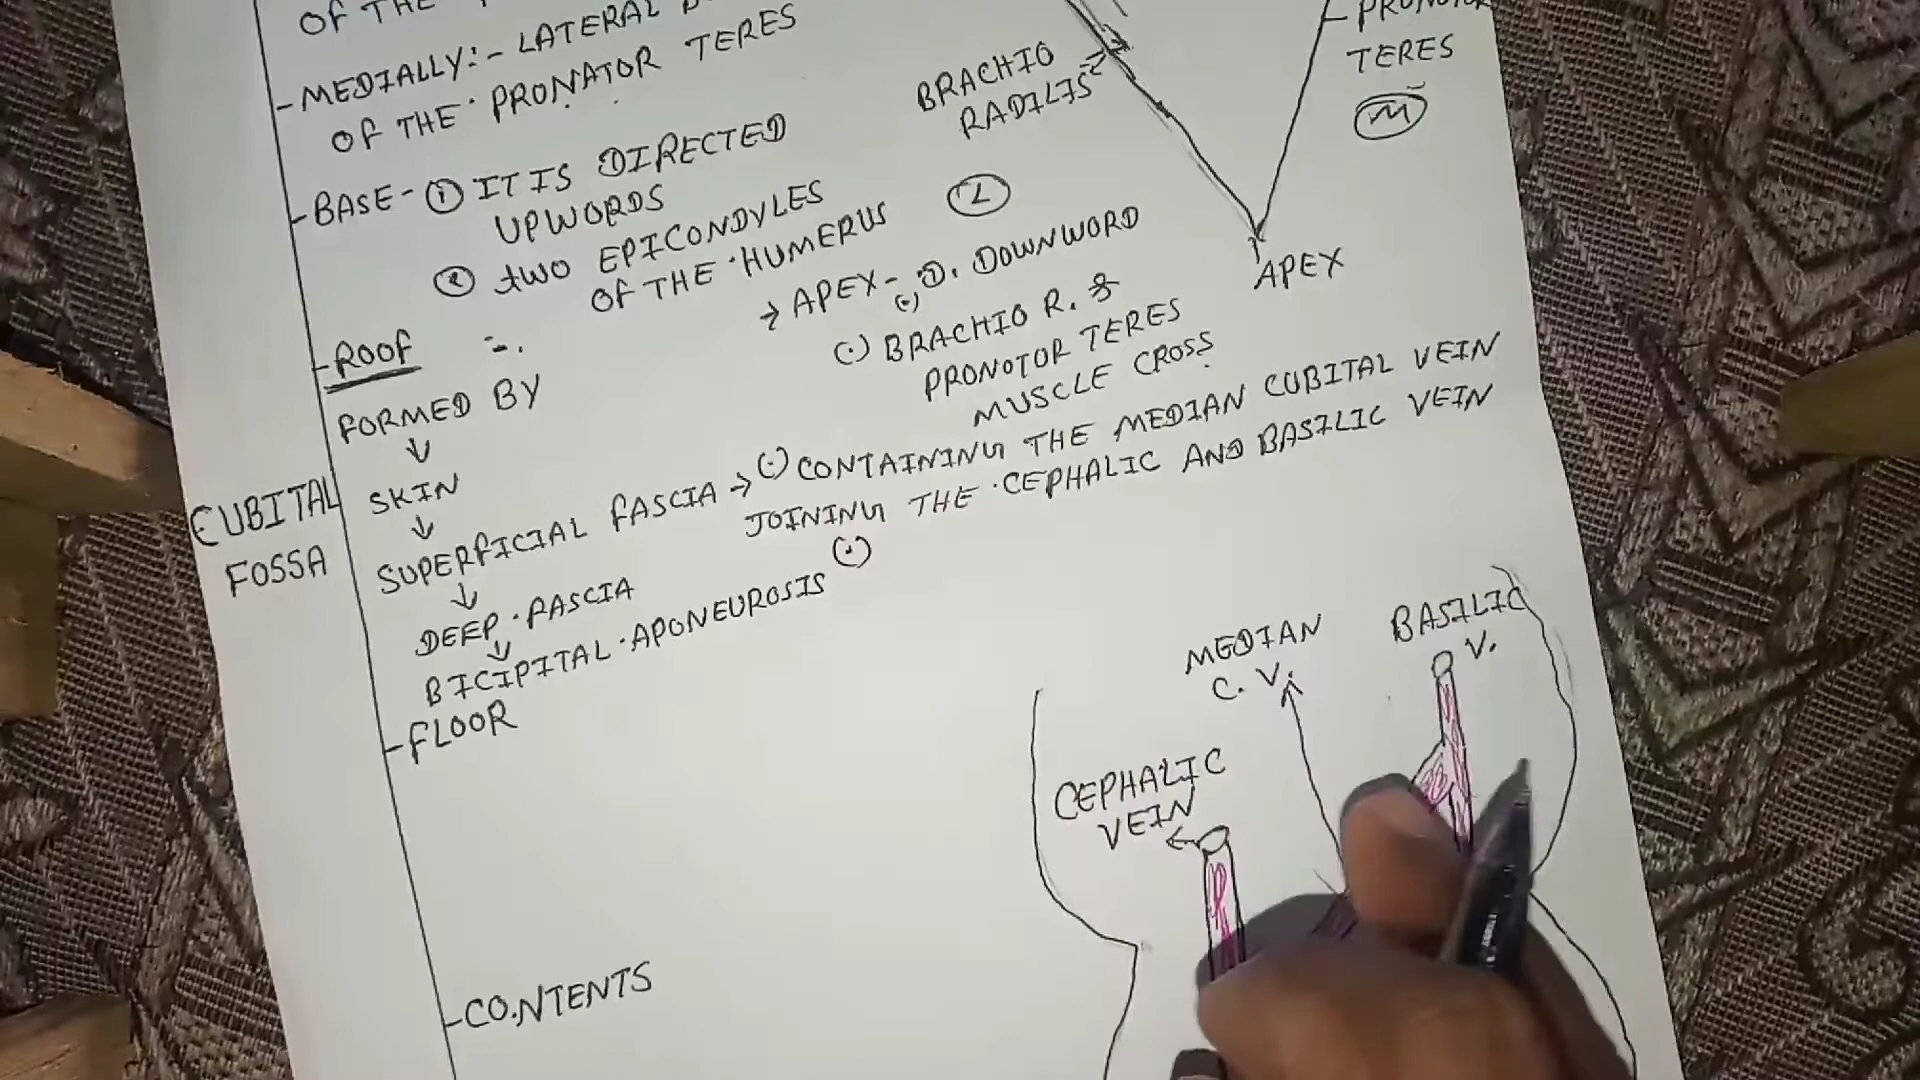 OF THE
- MEDIALLY:- LATERAL
OF THE PRONATOR TERES
- BASE - ① IT IS DIRECTED
UPWORDS
② TWO EPICONDYLES
OF THE HUMERUS
→ APEX - D. DOWNWORD
(·) BRACHIO R. &
PRONOTOR TERES
MUSCLE CROSS
BRACHIO
RADILIS
L
PRONOTOR
TERES
M
APEX
- ROOF :-
FORMED BY
↓
SKIN
↓
SUPERFICIAL FASCIA → (·) CONTAINING THE MEDIAN CUBITAL VEIN
JOINING THE CEPHALIC AND BASILIC VEIN
↓
DEEP FASCIA
↓
BICIPITAL APONEUROSIS (·)
- FLOOR
- CONTENTS
CUBITAL
FOSSA
MEDIAN
C. V.
BASILIC
V.
CEPHALIC
VEIN